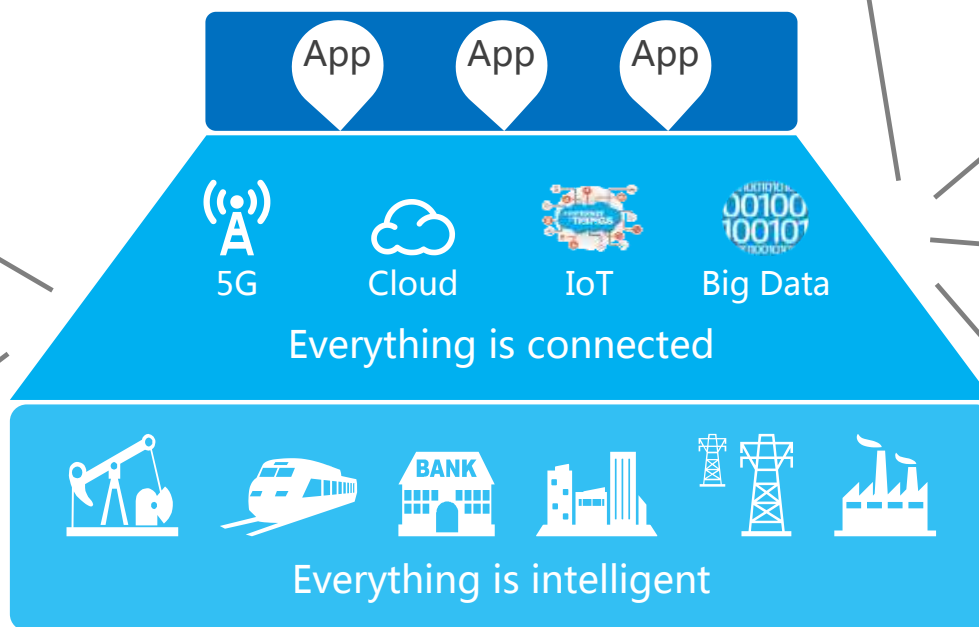 App App App
5G Cloud IoT Big Data
Everything is connected
BANK
Everything is intelligent